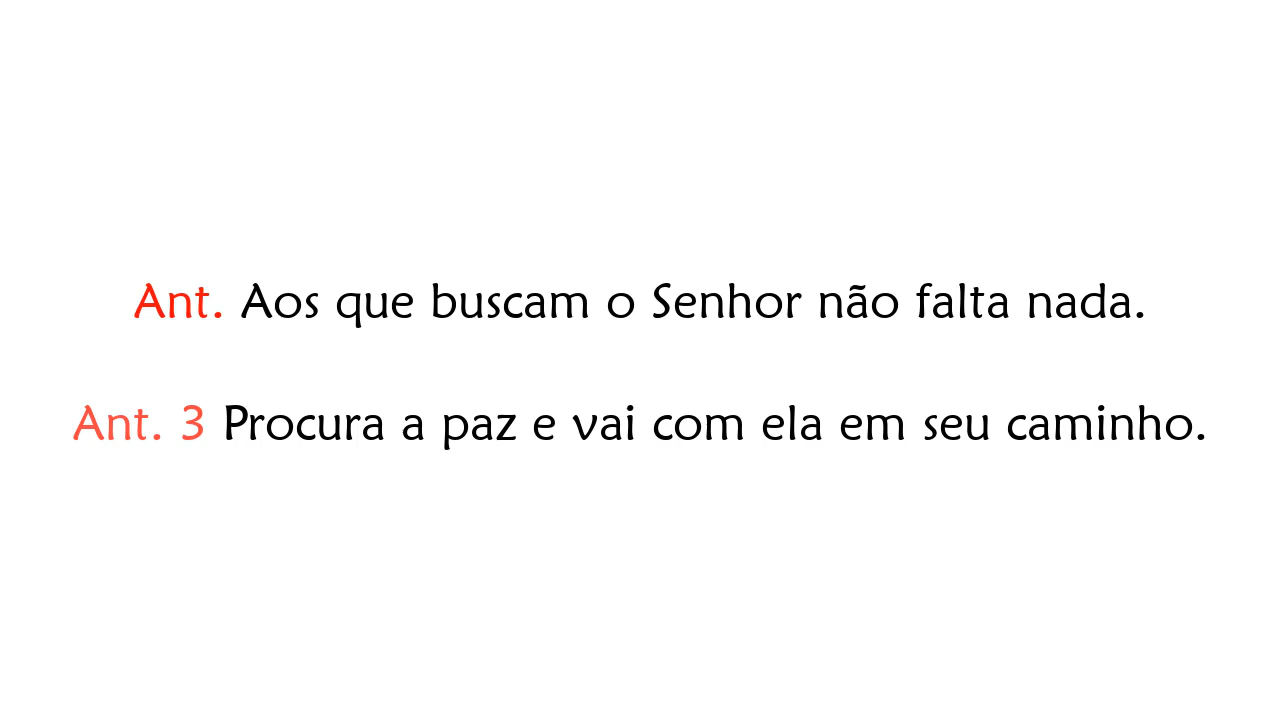 Ant. Aos que buscam o Senhor não falta nada.
Ant. 3 Procura a paz e vai com ela em seu caminho.